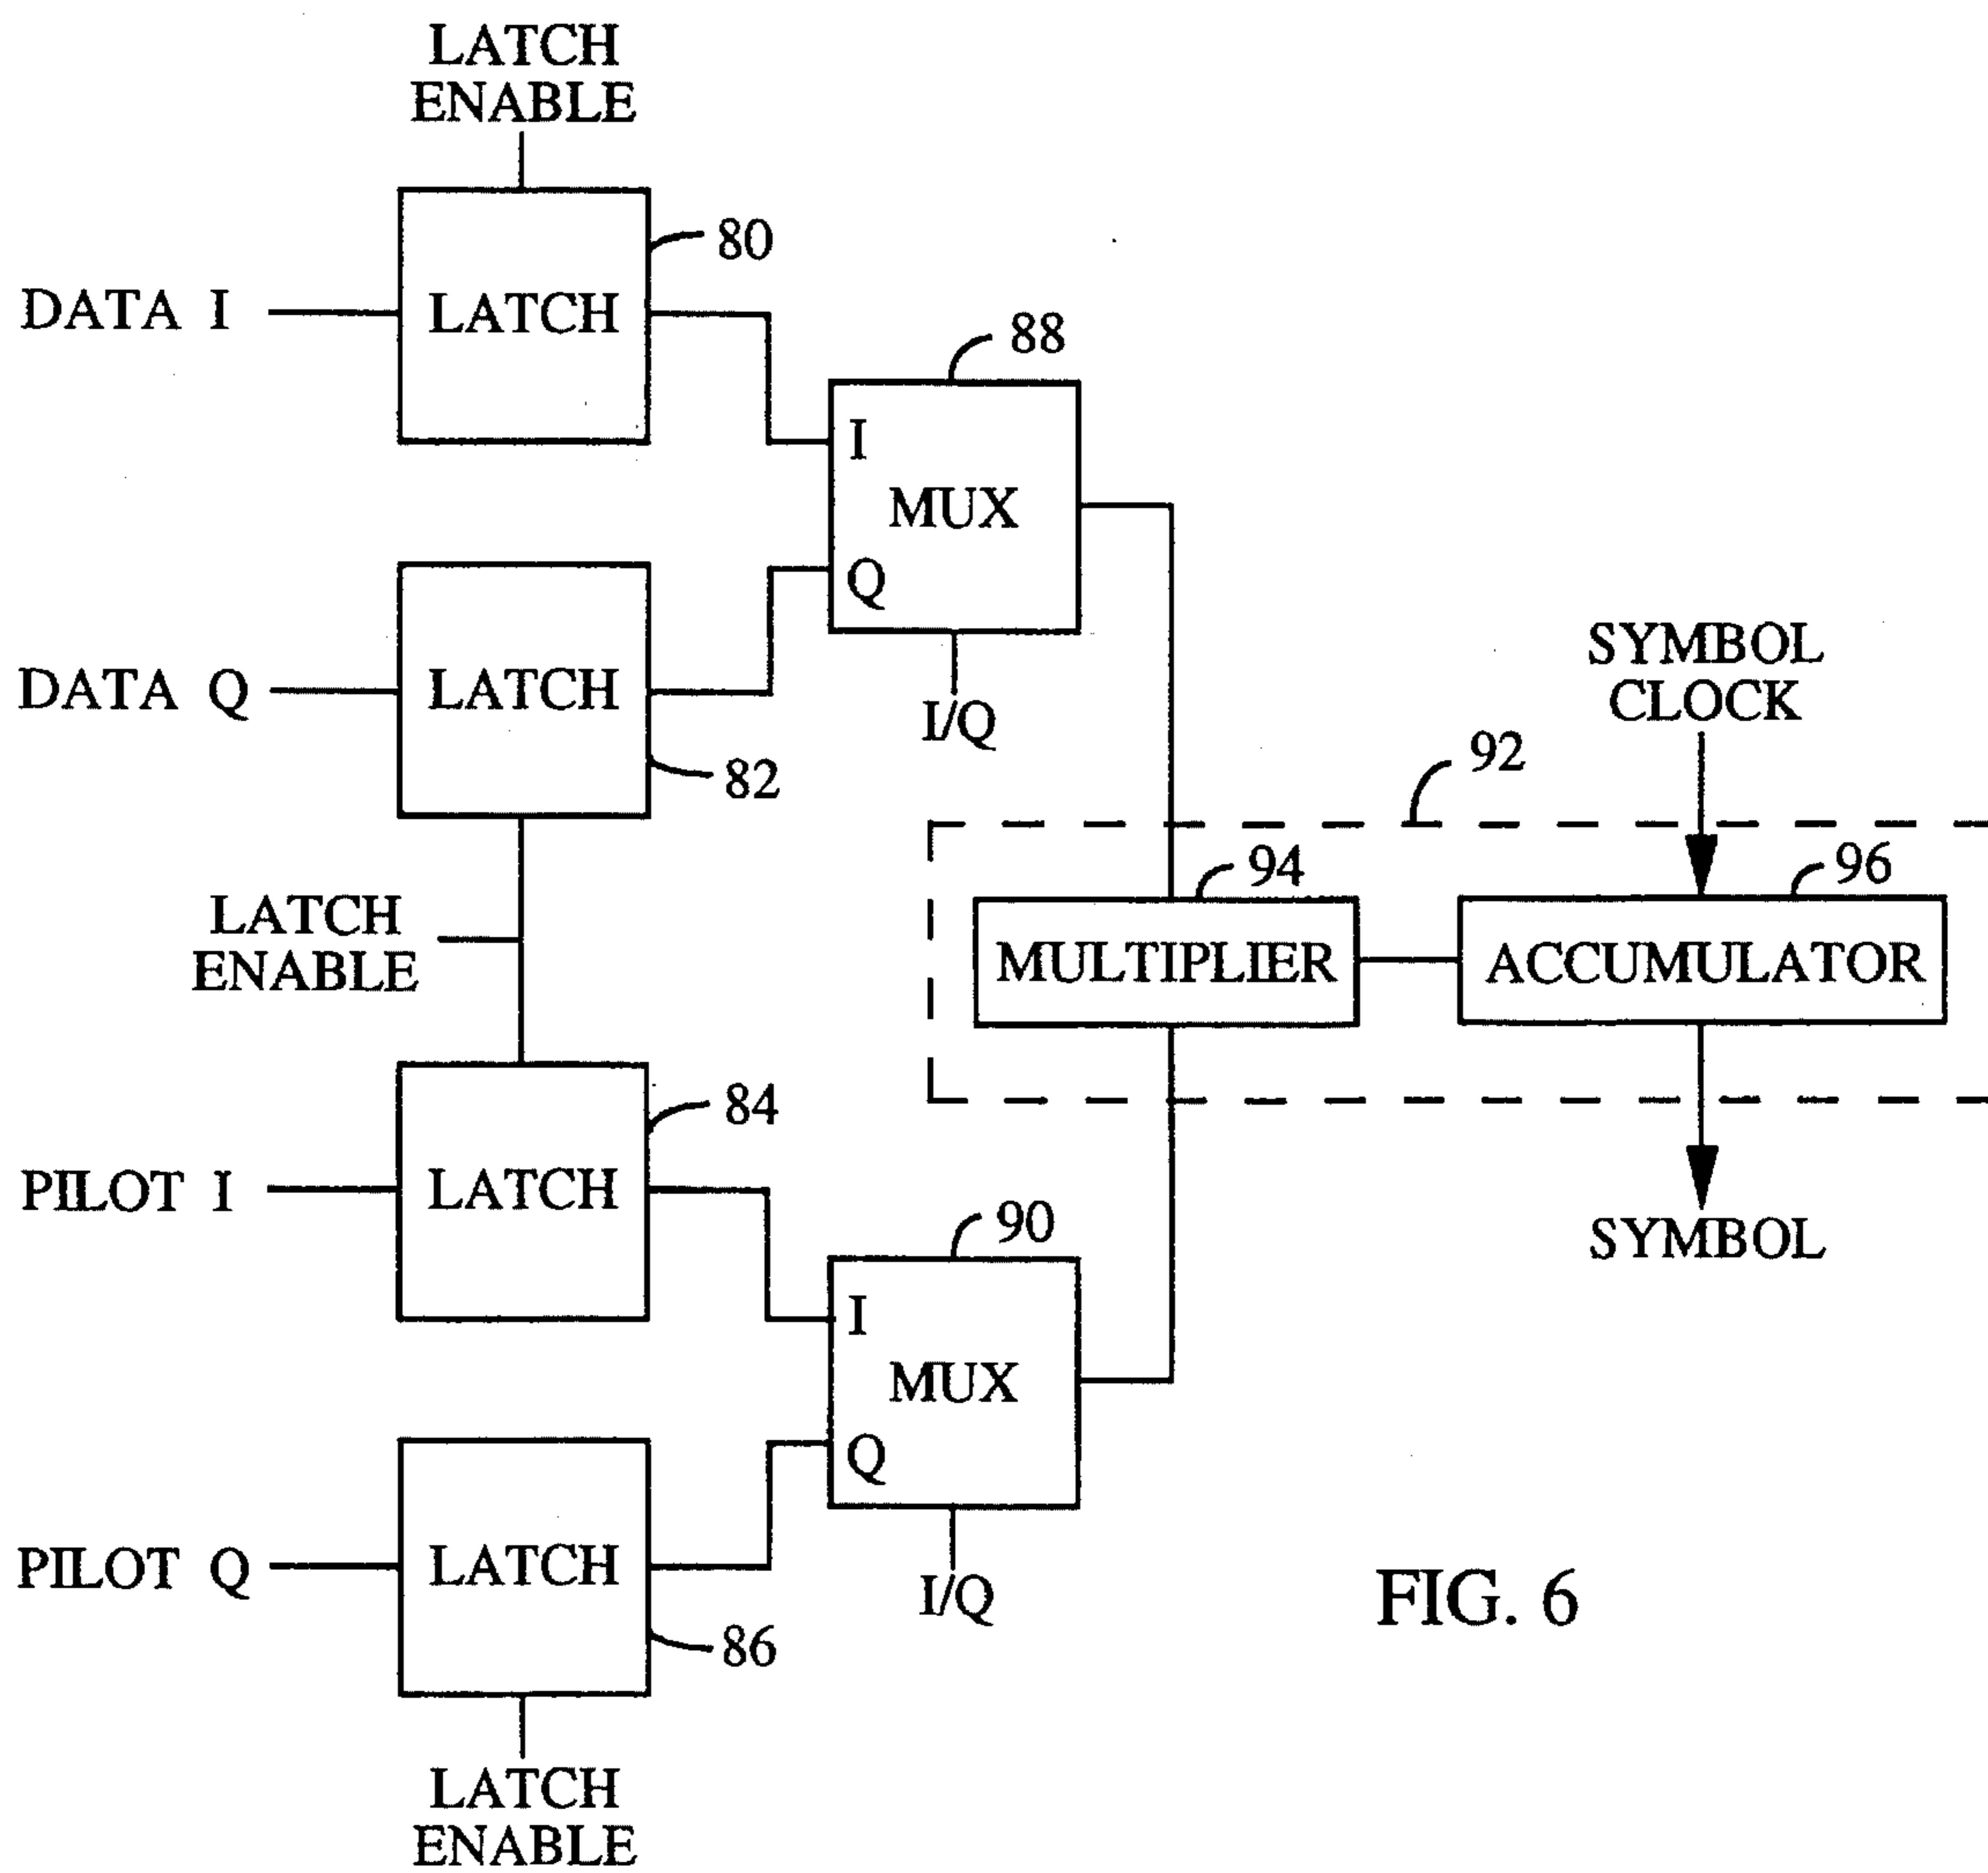 LATCH
ENABLE
80
DATA I
LATCH
88
I
MUX
Q
I/Q
DATA Q
LATCH
82
SYMBOL
CLOCK
92
94
96
MULTIPLIER
ACCUMULATOR
LATCH
ENABLE
84
PILOT I
LATCH
SYMBOL
90
I
MUX
Q
I/Q
PILOT Q
LATCH
86
FIG. 6
LATCH
ENABLE